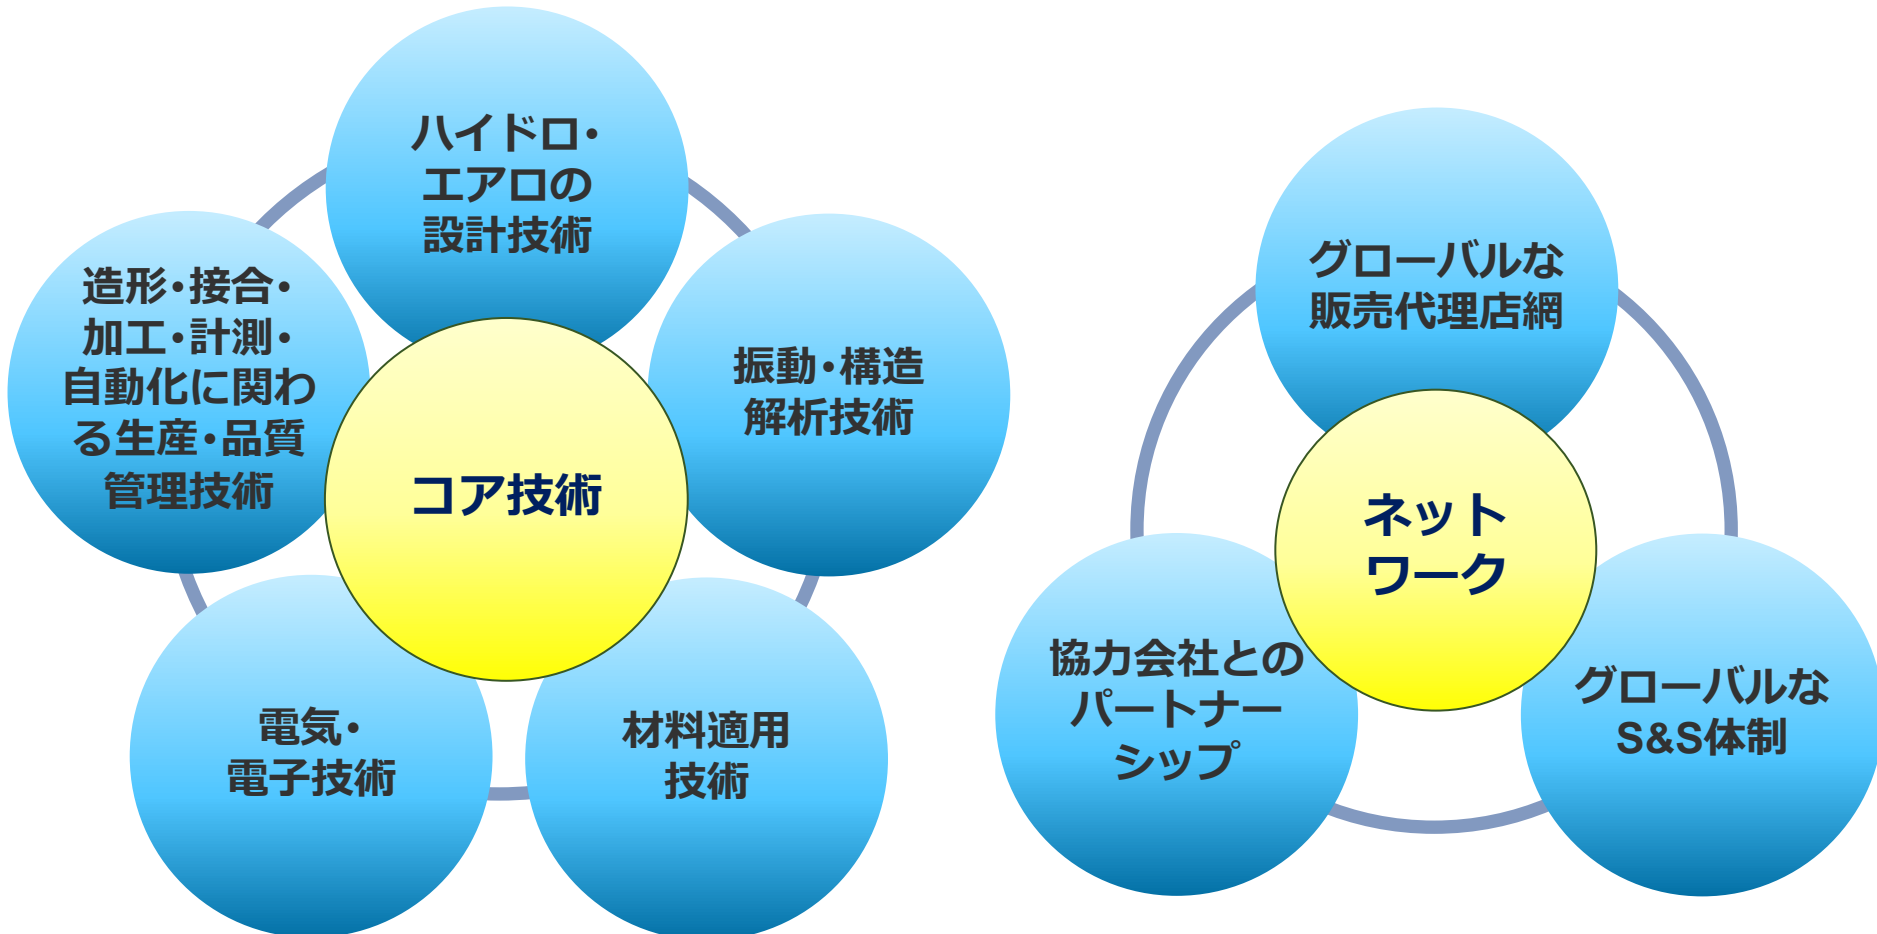 ハイドロ・
エアロの
設計技術
造形・接合・
加工・計測・
自動化に関わ
る生産・品質
管理技術
振動・構造
解析技術
コア技術
電気・
電子技術
材料適用
技術
グローバルな
販売代理店網
ネット
ワーク
協力会社との
パートナー
シップ
グローバルな
S&S体制